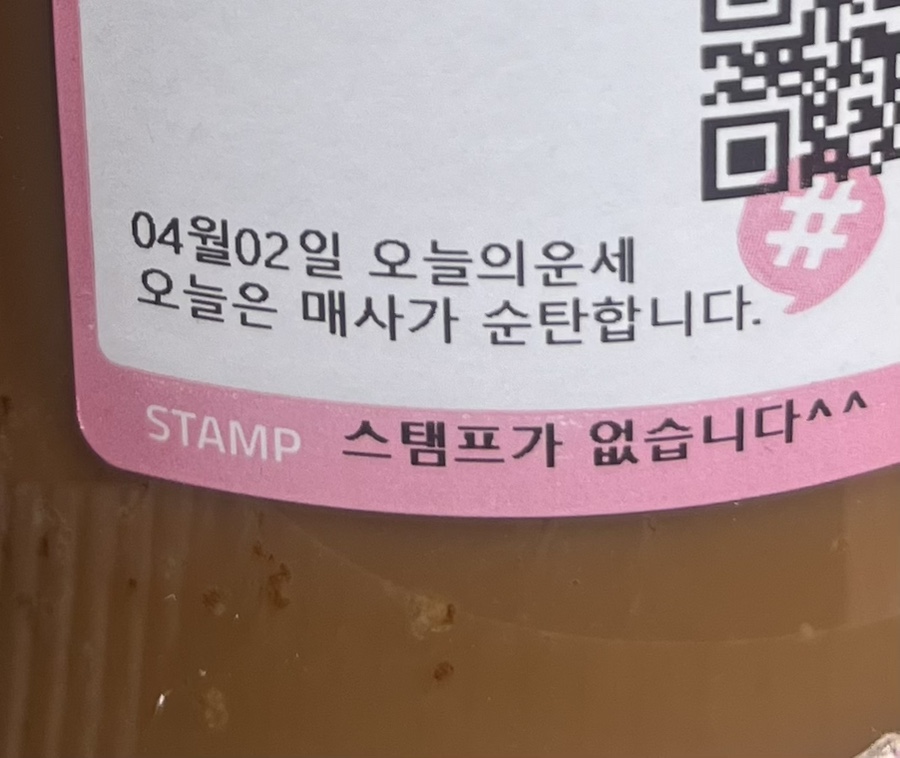 04월02일 오늘의운세
오늘은 매사가 순탄합니다.
#
STAMP 스탬프가 없습니다^^